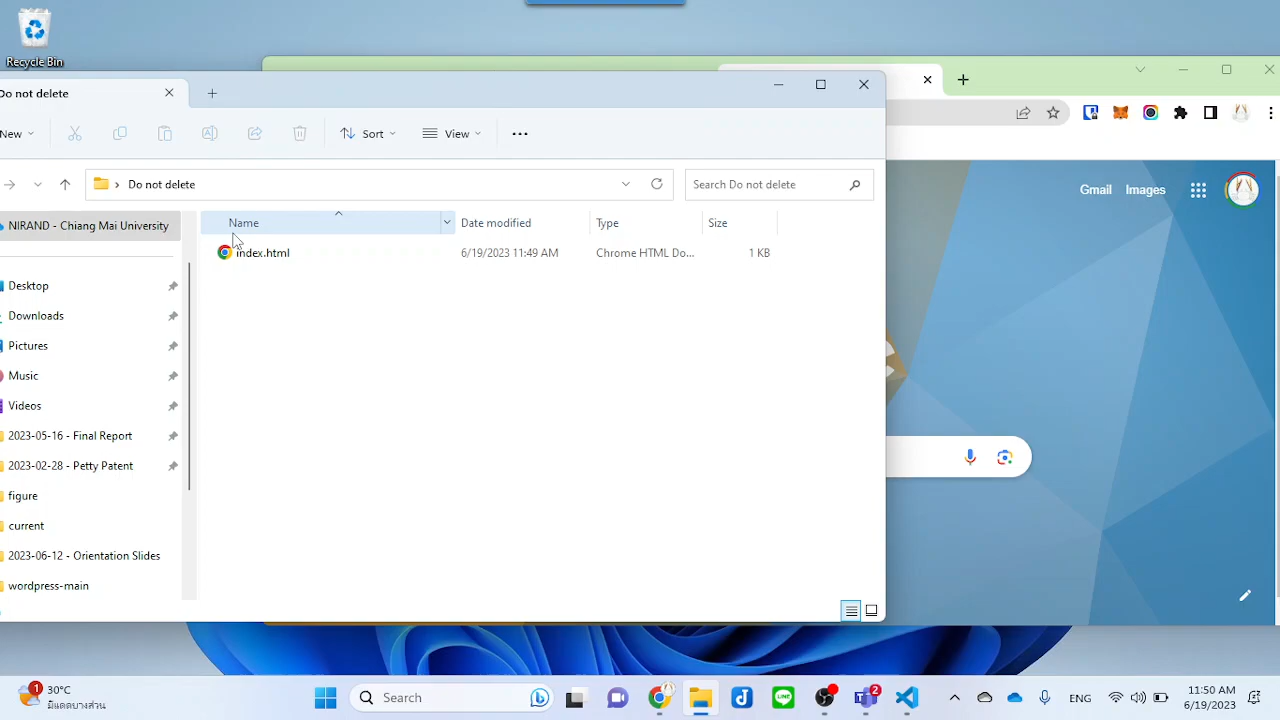 Recycle Bin
Do not delete
New
Sort
View
Do not delete
Search Do not delete
Gmail
Images
NIRAND - Chiang Mai University
Name
Date modified
Type
Size
index.html
6/19/2023 11:49 AM
Chrome HTML Do...
1 KB
Desktop
Downloads
Pictures
Music
Videos
2023-05-16 - Final Report
2023-02-28 - Petty Patent
figure
current
2023-06-12 - Orientation Slides
wordpress-main
1
30°C
มีแดดบางส่วน
Search
2
ENG
11:50 AM
6/19/2023